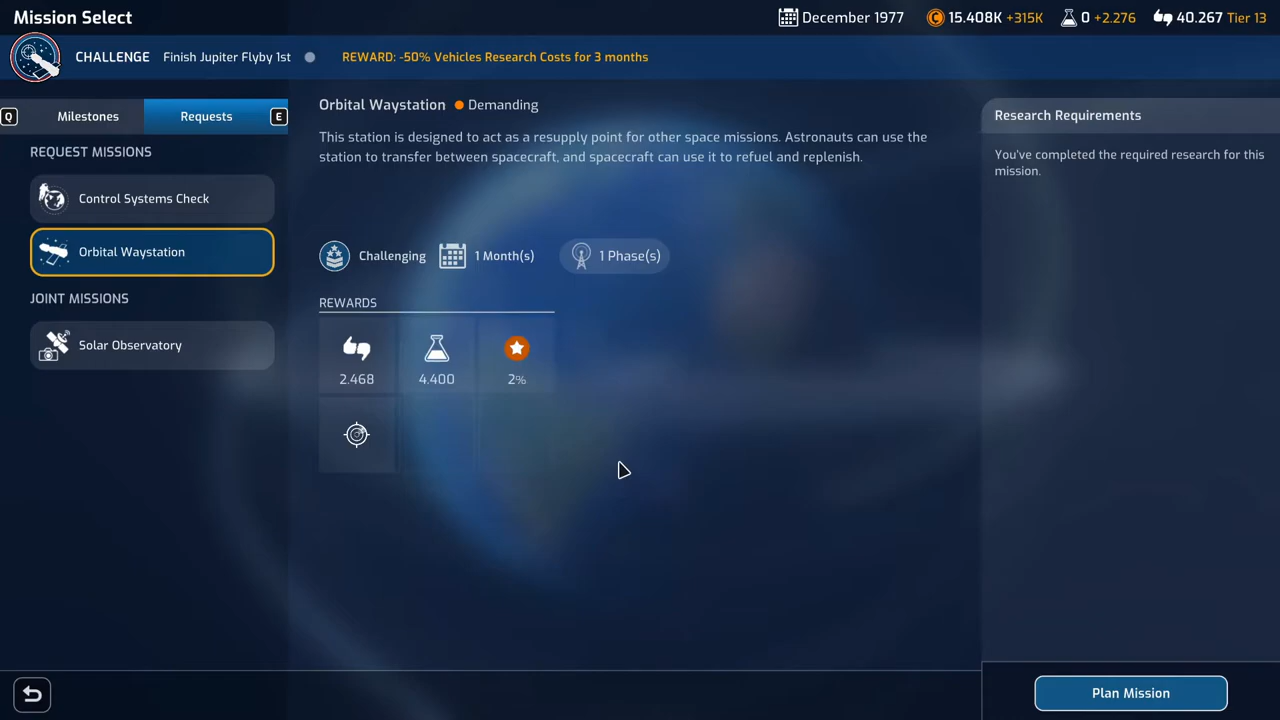 Mission Select
December 1977
15.408K +315K
0 +2.276
40.267 Tier 13
CHALLENGE Finish Jupiter Flyby 1st
REWARD: -50% Vehicles Research Costs for 3 months
Q Milestones Requests E
REQUEST MISSIONS
Control Systems Check
Orbital Waystation
JOINT MISSIONS
Solar Observatory
Orbital Waystation Demanding
This station is designed to act as a resupply point for other space missions. Astronauts can use the
station to transfer between spacecraft, and spacecraft can use it to refuel and replenish.
Challenging 1 Month(s) 1 Phase(s)
REWARDS
2.468 4.400 2%
Research Requirements
You've completed the required research for this
mission.
Plan Mission